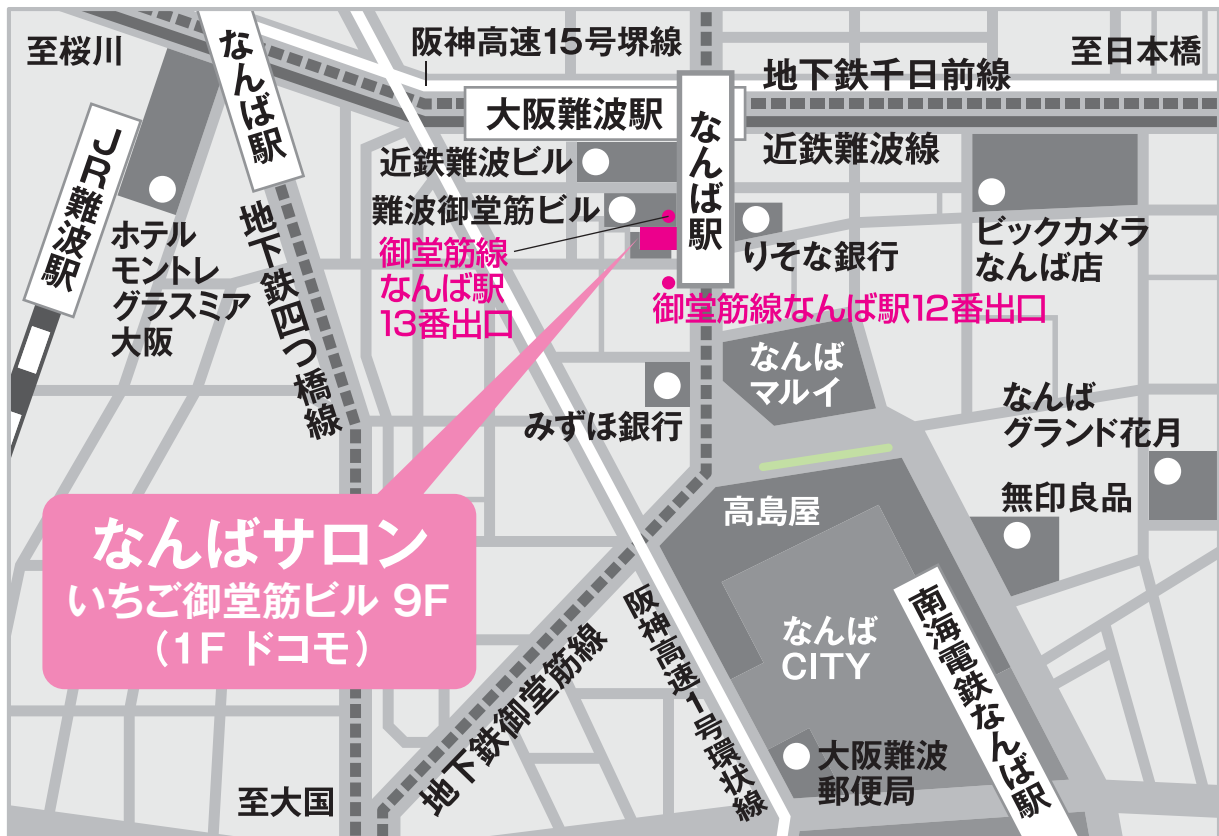 至桜川
なんば駅
阪神高速15号堺線
至日本橋
地下鉄千日前線
大阪難波駅
なんば駅
近鉄難波線
近鉄難波ビル
難波御堂筋ビル
JR難波駅
地下鉄四つ橋線
ホテル
モントレ
グラスミア
大阪
御堂筋線
なんば駅
13番出口
りそな銀行
ビックカメラ
なんば店
御堂筋線なんば駅12番出口
なんば
マルイ
みずほ銀行
なんば
グランド花月
無印良品
高島屋
なんばサロン
いちご御堂筋ビル 9F
（1F ドコモ）
なんば
CITY
南海電鉄なんば駅
阪神高速1号環状線
地下鉄御堂筋線
大阪難波
郵便局
至大国